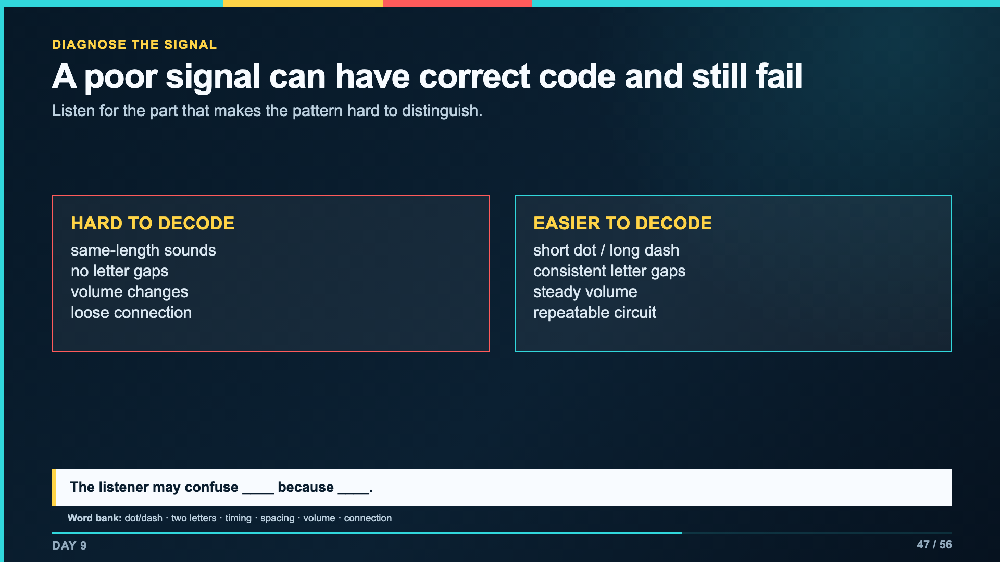 DIAGNOSE THE SIGNAL
A poor signal can have correct code and still fail
Listen for the part that makes the pattern hard to distinguish.
HARD TO DECODE
same-length sounds
no letter gaps
volume changes
loose connection
EASIER TO DECODE
short dot / long dash
consistent letter gaps
steady volume
repeatable circuit
The listener may confuse ____ because ____.
Word bank: dot/dash · two letters · timing · spacing · volume · connection
DAY 9
47 / 56